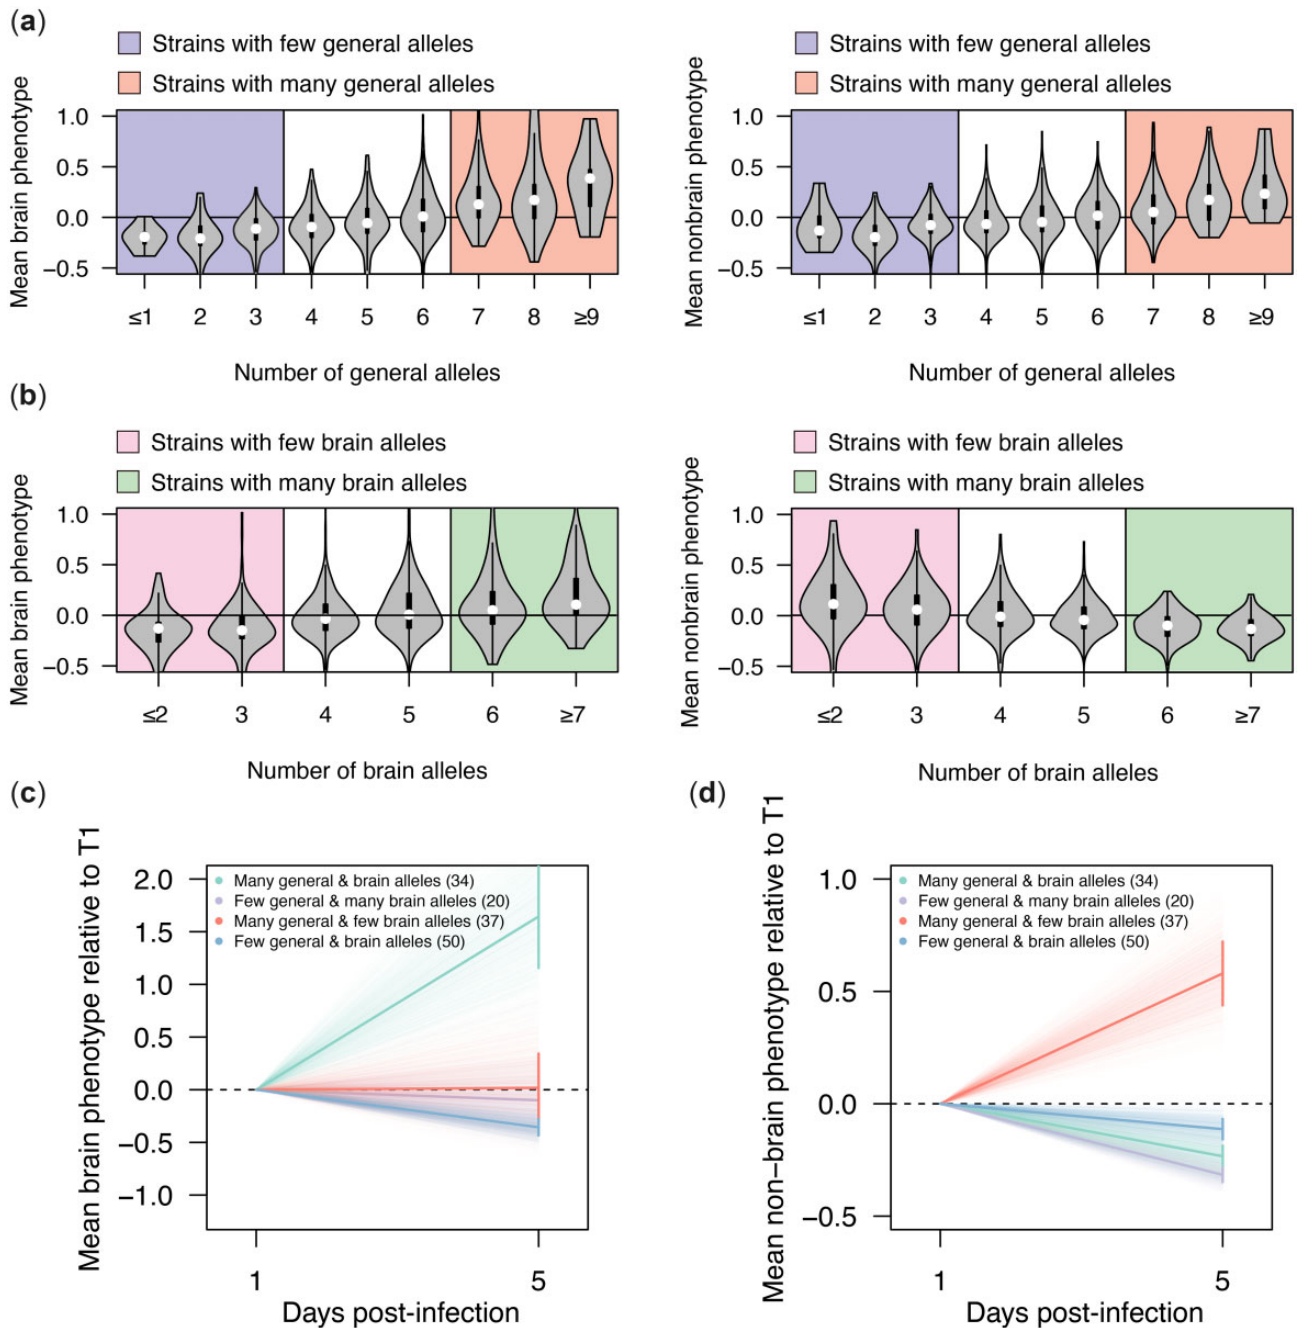 (a)
Strains with few general alleles
Strains with many general alleles
Mean brain phenotype
1.0
0.5
0.0
−0.5
≤1 2 3 4 5 6 7 8 ≥9
Number of general alleles
Strains with few general alleles
Strains with many general alleles
Mean nonbrain phenotype
1.0
0.5
0.0
−0.5
≤1 2 3 4 5 6 7 8 ≥9
Number of general alleles
(b)
Strains with few brain alleles
Strains with many brain alleles
Mean brain phenotype
1.0
0.5
0.0
−0.5
≤2 3 4 5 6 ≥7
Number of brain alleles
Strains with few brain alleles
Strains with many brain alleles
Mean nonbrain phenotype
1.0
0.5
0.0
−0.5
≤2 3 4 5 6 ≥7
Number of brain alleles
(c)
Mean brain phenotype relative to T1
2.0
1.5
1.0
0.5
0.0
−0.5
−1.0
Many general & brain alleles (34)
Few general & many brain alleles (20)
Many general & few brain alleles (37)
Few general & brain alleles (50)
1 5
Days post-infection
(d)
Mean non−brain phenotype relative to T1
1.0
0.5
0.0
−0.5
Many general & brain alleles (34)
Few general & many brain alleles (20)
Many general & few brain alleles (37)
Few general & brain alleles (50)
1 5
Days post-infection